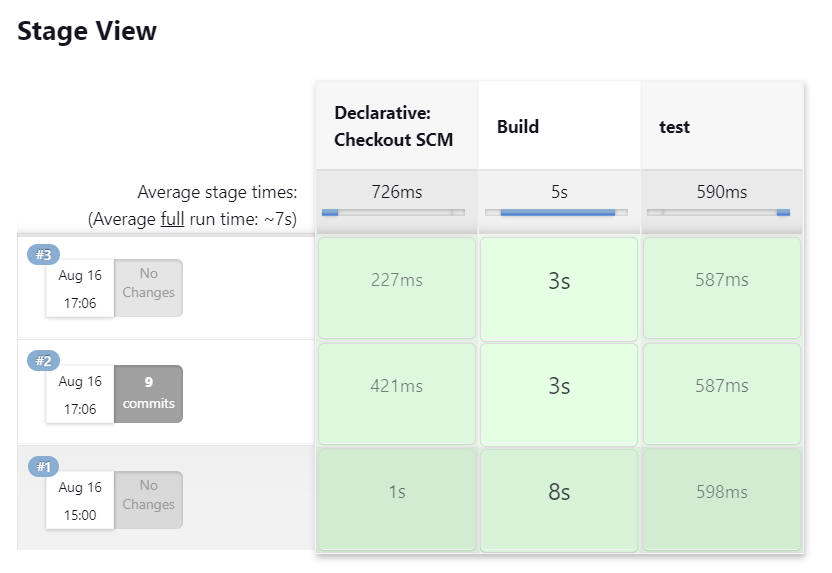 Stage View
Declarative:
Checkout SCM
Build
test
Average stage times:
(Average full run time: ~7s)
726ms
5s
590ms
#3
Aug 16
17:06
No
Changes
227ms
3s
587ms
#2
Aug 16
17:06
9
commits
421ms
3s
587ms
#1
Aug 16
15:00
No
Changes
1s
8s
598ms